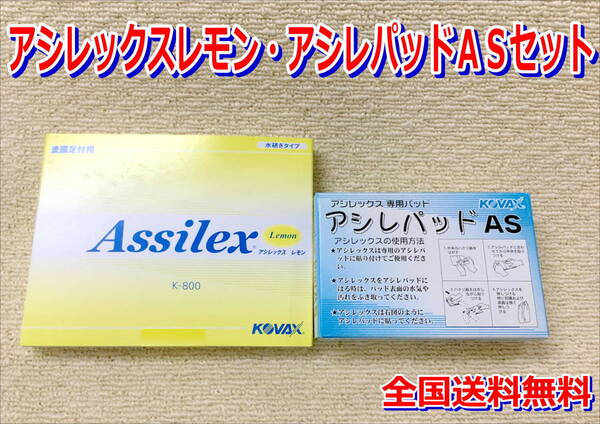 アシレックスレモン・アシレパッドASセット
塗膜足付用
水研ぎタイプ
Assilex
Lemon
アシレックス レモン
K-800
KOVAX
アシレックス 専用パッド
KOVAX
アシレパッド AS
アシレックスの使用方法
★アシレックスは専用のアシレパ
ッドに貼り付けてご使用くださ
い。
★アシレックスをアシレパッドに
はる時は、パッド表面の水気や
汚れをふき取ってください。
★アシレックスは右図のように
アシレパッドに貼ってください。
全国送料無料